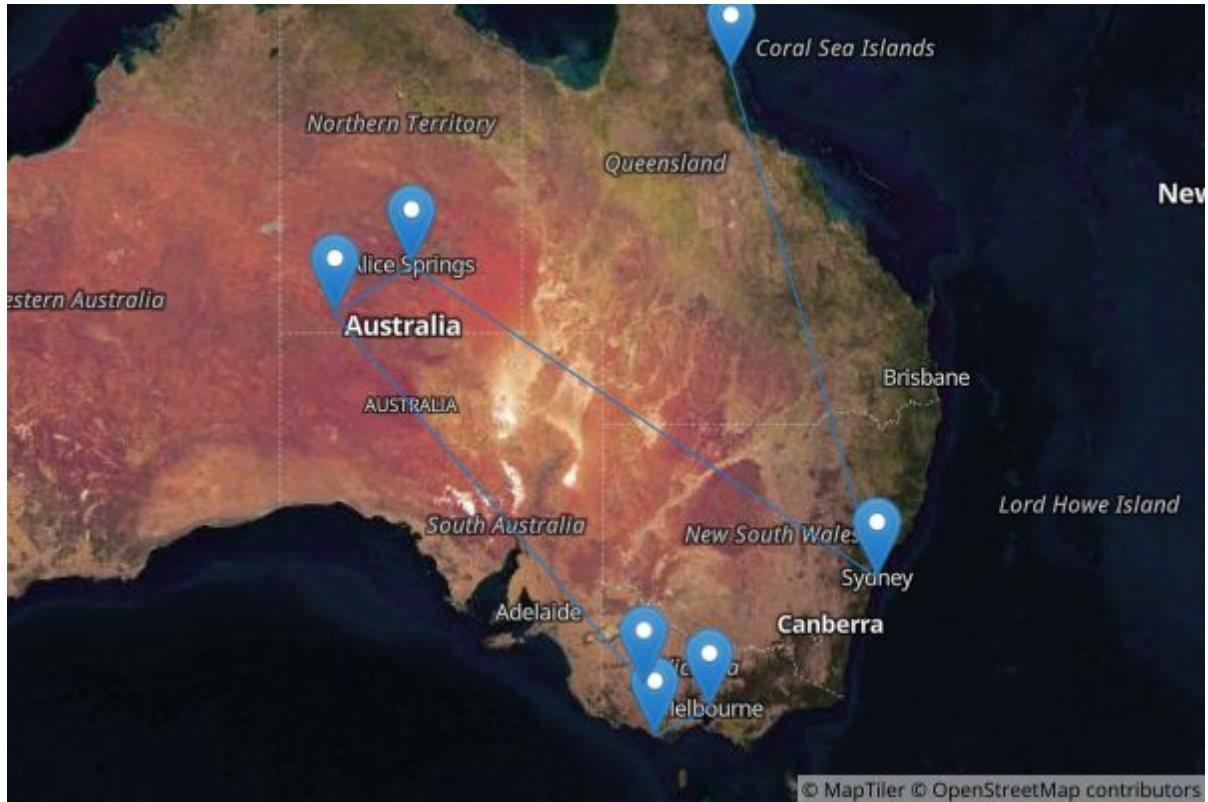 Coral Sea Islands
Northern Territory
Queensland
New
Alice Springs
estern Australia
Australia
Brisbane
AUSTRALIA
Lord Howe Island
South Australia
New South Wales
Sydney
Adelaide
Canberra
Victoria
Melbourne
© MapTiler © OpenStreetMap contributors